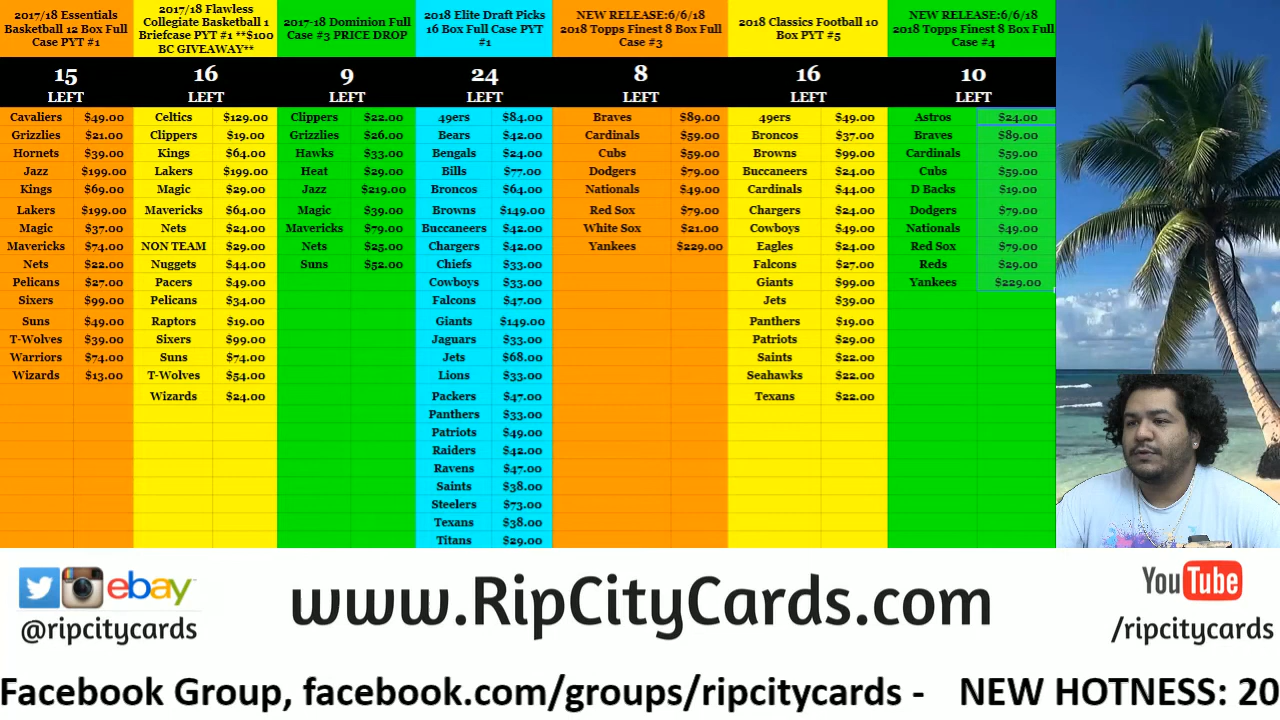 2017/18 Essentials Basketball 12 Box Full Case PYT #1
15
LEFT
Cavaliers $49.00
Grizzlies $21.00
Hornets $39.00
Jazz $199.00
Kings $69.00
Lakers $199.00
Magic $37.00
Mavericks $74.00
Nets $22.00
Pelicans $27.00
Sixers $99.00
Suns $49.00
T-Wolves $39.00
Warriors $74.00
Wizards $13.00
2017/18 Flawless Collegiate Basketball 1 Briefcase PYT #1 **$100 BC GIVEAWAY**
16
LEFT
Celtics $129.00
Clippers $19.00
Kings $64.00
Lakers $199.00
Magic $29.00
Mavericks $64.00
Nets $24.00
NON TEAM $29.00
Nuggets $44.00
Pacers $49.00
Pelicans $34.00
Raptors $19.00
Sixers $99.00
Suns $74.00
T-Wolves $54.00
Wizards $24.00
2017-18 Dominion Full Case #3 PRICE DROP
9
LEFT
Clippers $22.00
Grizzlies $26.00
Hawks $33.00
Heat $29.00
Jazz $219.00
Magic $39.00
Mavericks $79.00
Nets $25.00
Suns $52.00
2018 Elite Draft Picks 16 Box Full Case PYT #1
24
LEFT
49ers $84.00
Bears $42.00
Bengals $24.00
Bills $77.00
Broncos $64.00
Browns $149.00
Buccaneers $42.00
Chargers $42.00
Chiefs $33.00
Cowboys $33.00
Falcons $47.00
Giants $149.00
Jaguars $33.00
Jets $68.00
Lions $33.00
Packers $47.00
Panthers $33.00
Patriots $49.00
Raiders $42.00
Ravens $47.00
Saints $38.00
Steelers $73.00
Texans $38.00
Titans $29.00
NEW RELEASE:6/6/18 2018 Topps Finest 8 Box Full Case #3
8
LEFT
Braves $89.00
Cardinals $59.00
Cubs $59.00
Dodgers $79.00
Nationals $49.00
Red Sox $79.00
White Sox $21.00
Yankees $229.00
2018 Classics Football 10 Box PYT #5
16
LEFT
49ers $49.00
Broncos $37.00
Browns $99.00
Buccaneers $24.00
Cardinals $44.00
Chargers $24.00
Cowboys $49.00
Eagles $24.00
Falcons $27.00
Giants $99.00
Jets $39.00
Panthers $19.00
Patriots $29.00
Saints $22.00
Seahawks $22.00
Texans $22.00
NEW RELEASE:6/6/18 2018 Topps Finest 8 Box Full Case #4
10
LEFT
Astros $24.00
Braves $89.00
Cardinals $59.00
Cubs $59.00
D Backs $19.00
Dodgers $79.00
Nationals $49.00
Red Sox $79.00
Reds $29.00
Yankees $229.00
ebay
@ripcitycards
www.RipCityCards.com
YouTube
/ripcitycards
Facebook Group, facebook.com/groups/ripcitycards - NEW HOTNESS: 20